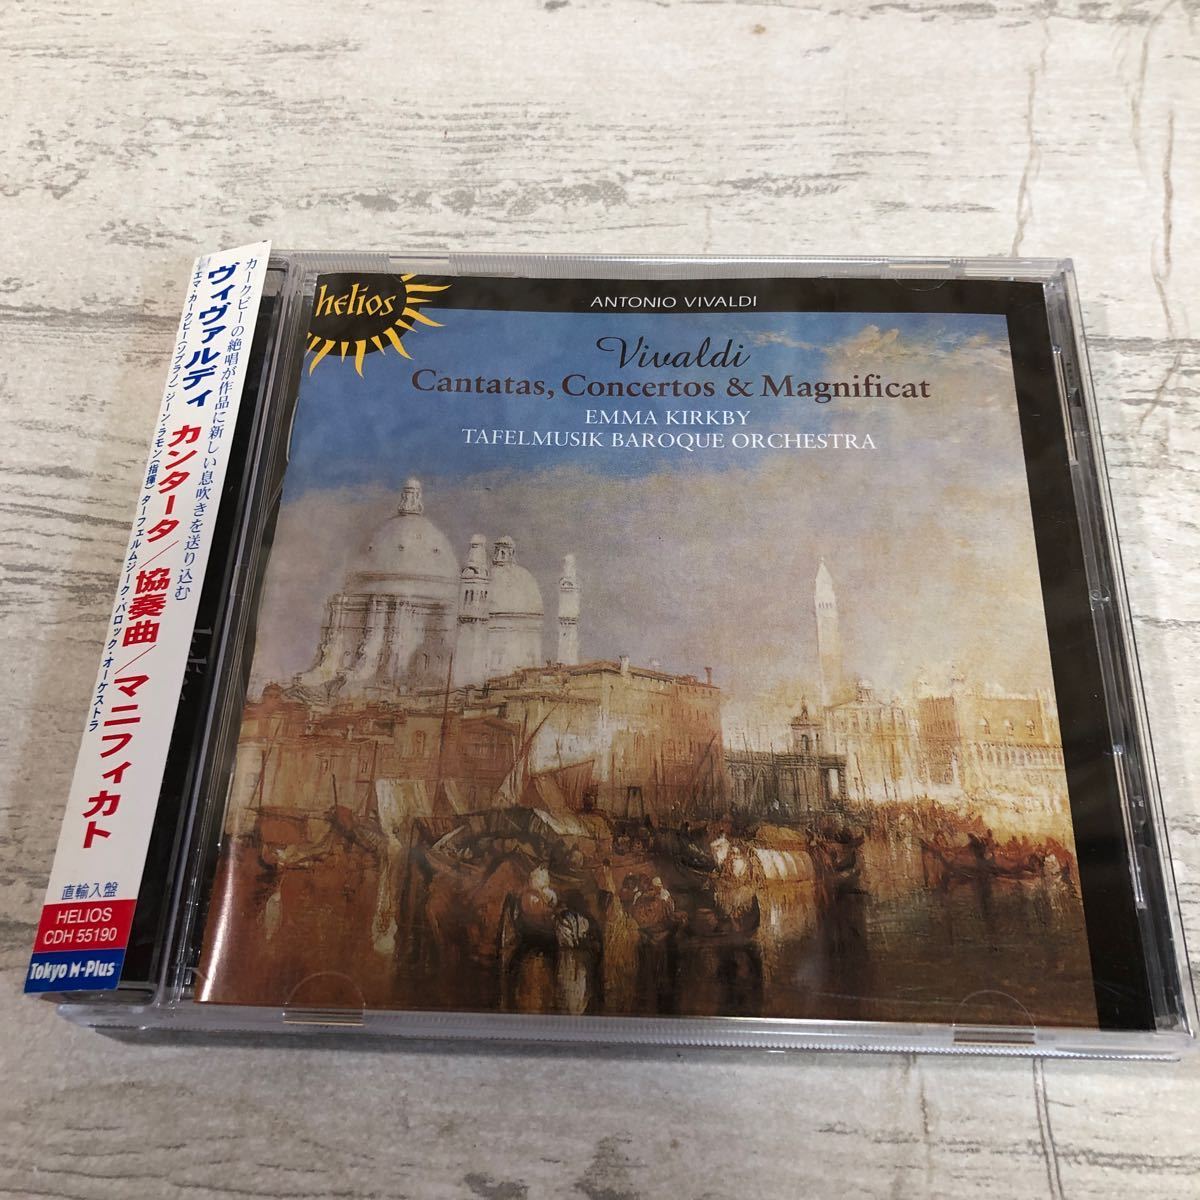 カークビーの絶唱が作品に新しい息吹きを送り込む
ヴィヴァルディ カンタータ/協奏曲/マニフィカト
エマ・カークビー(ソプラノ) ジーン・ラモン(指揮) ターフェルムジーク・バロック・オーケストラ
直輸入盤
HELIOS
CDH 55190
Tokyo M-Plus
helios
ANTONIO VIVALDI
Vivaldi
Cantatas, Concertos & Magnificat
EMMA KIRKBY
TAFELMUSIK BAROQUE ORCHESTRA